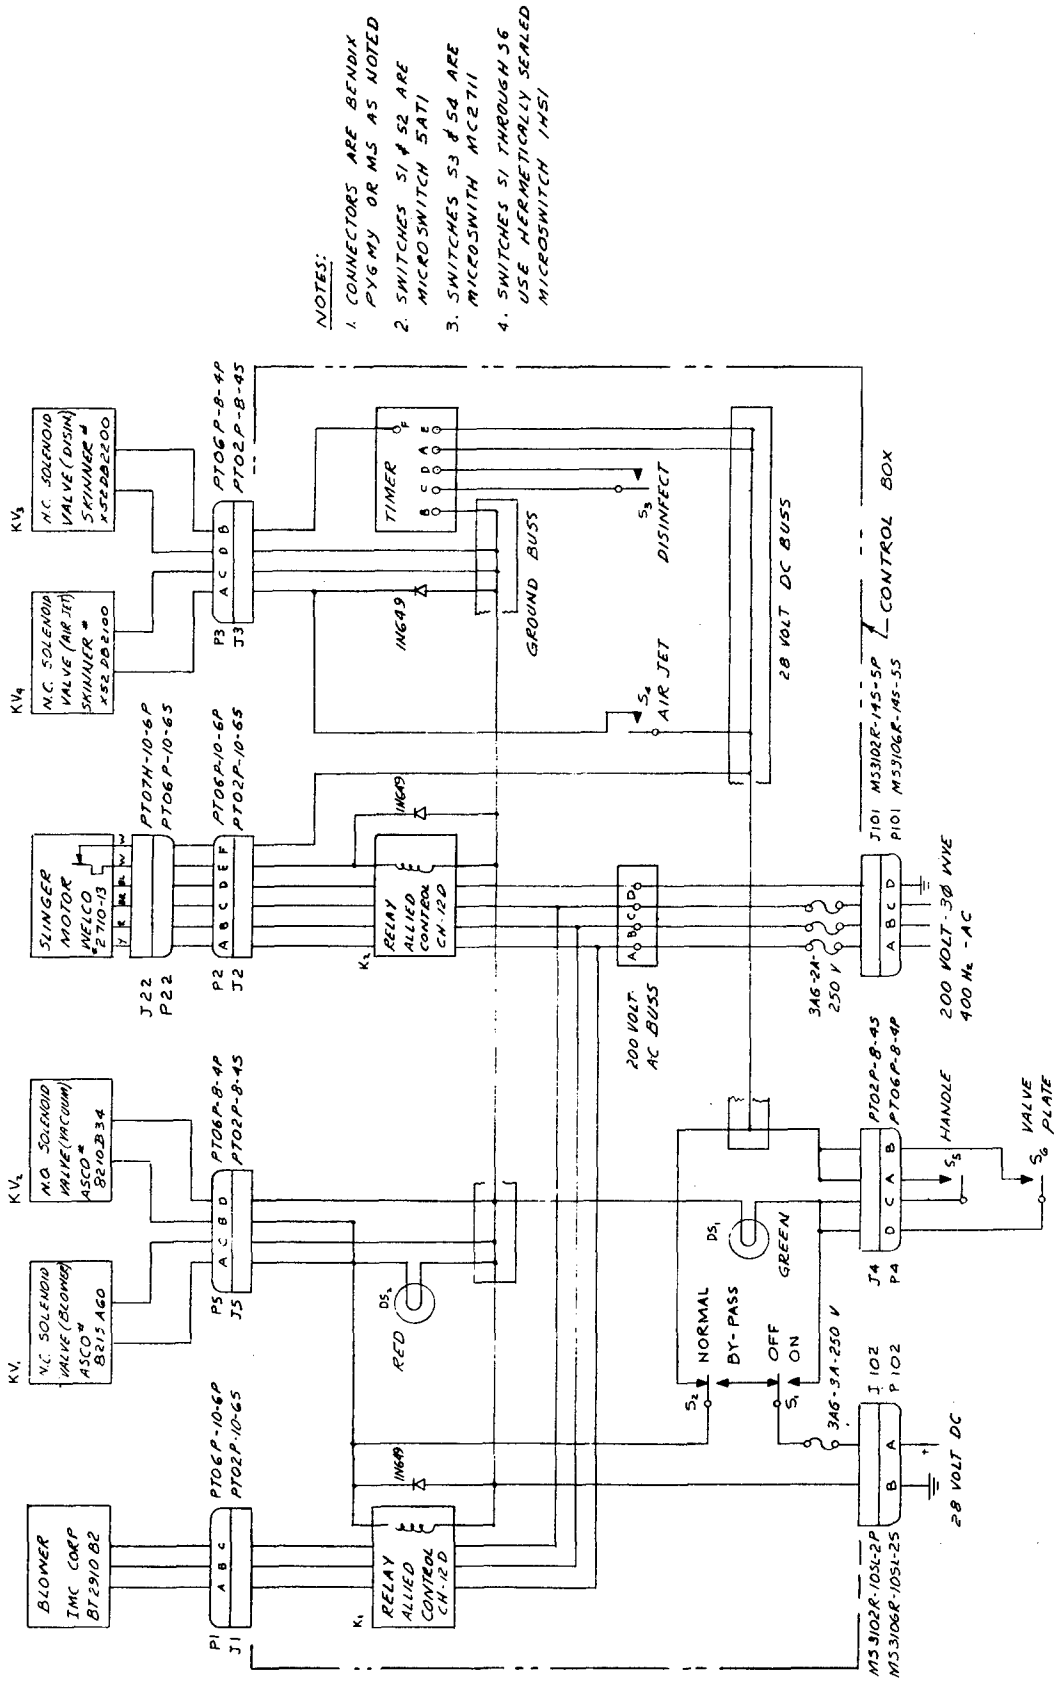 BLOWER
IMC CORP
BT2910B2
P1
J1
A B C
PT06P-10-6P
PT02P-10-6S
K1
RELAY
ALLIED
CONTROL
CH-12D
1N649
KV1
N.C. SOLENOID
VALVE (BLOWER)
ASCO#
8215A60
KV2
N.O. SOLENOID
VALVE (VACUUM)
ASCO#
8210B34
P5
J5
A C B D
PT06P-8-4P
PT02P-8-4S
DS2
RED
SLINGER
MOTOR
WELCO
#2710-13
Y R BR BL W W
J22
P22
PT07H-10-6P
PT06P-10-6S
P2
J2
A B C D E F
PT06P-10-6P
PT02P-10-6S
K2
RELAY
ALLIED
CONTROL
CH-12D
1N649
KV4
N.C. SOLENOID
VALVE (AIR JET)
SKINNER #
X52DB2100
KV3
N.C. SOLENOID
VALVE (DISIN)
SKINNER #
X52DB2200
P3
J3
A C D B
PT06P-8-4P
PT02P-8-4S
1N649
TIMER
B C D A E
F
GROUND BUSS
S3
DISINFECT
S4
AIR JET
28 VOLT DC BUSS
200 VOLT
AC BUSS
A B C D
3AG-2A-
250 V
J101 MS3102R-14S-5P
P101 MS3106R-14S-5S
A B C D
200 VOLT-3Ø WYE
400 Hz - AC
CONTROL BOX
DS1
GREEN
S2
NORMAL
BY-PASS
OFF
S1
ON
3AG-3A-250 V
MS3102R-10SL-2P
MS3106R-10SL-2S
B A
J102
P102
+
28 VOLT DC
J4
P4
D C A B
PT02P-8-4S
PT06P-8-4P
S5
HANDLE
S6
VALVE
PLATE
NOTES:
1. CONNECTORS ARE BENDIX
PYGMY OR MS AS NOTED
2. SWITCHES S1 & S2 ARE
MICROSWITCH 5AT1
3. SWITCHES S3 & S4 ARE
MICROSWITH MC2711
4. SWITCHES S1 THROUGH S6
USE HERMETICALLY SEALED
MICROSWITCH 1HS1